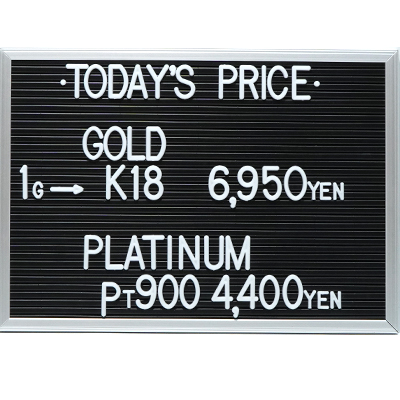 ·TODAY'S PRICE·
GOLD
1G→ K18 6,950YEN
PLATINUM
PT900 4,400YEN